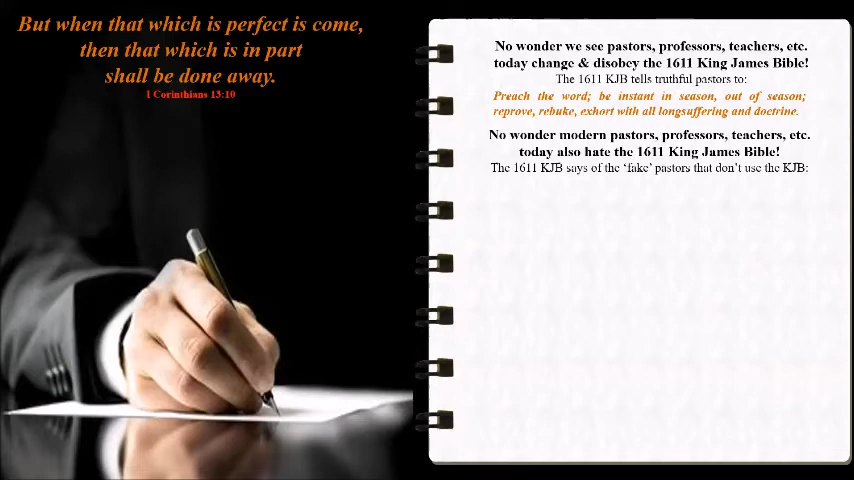 But when that which is perfect is come,
then that which is in part
shall be done away.
I Corinthians 13:10
No wonder we see pastors, professors, teachers, etc.
today change & disobey the 1611 King James Bible!
The 1611 KJB tells truthful pastors to:
Preach the word; be instant in season, out of season;
reprove, rebuke, exhort with all longsuffering and doctrine.
No wonder modern pastors, professors, teachers, etc.
today also hate the 1611 King James Bible!
The 1611 KJB says of the ‘fake’ pastors that don’t use the KJB: